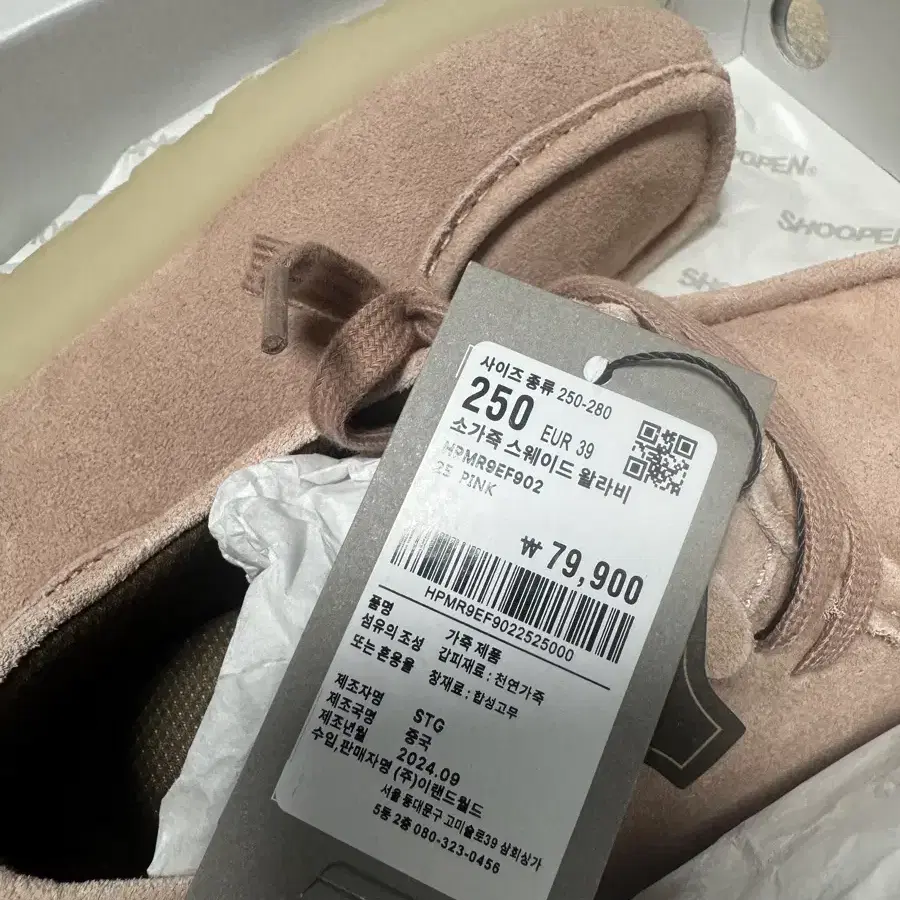 SHOOPEN®
SHOOPEN
SHOOPEN
사이즈 종류 250-280
250 EUR 39
소가죽 스웨이드 왈라비
HPMR9EF902
25 PINK
₩ 79,900
HPMR9EF9022525000
품명 가죽 제품
섬유의 조성 갑피재료 : 천연가죽
또는 혼용율 창재료 : 합성고무
제조자명 STG
제조국명 중국
제조년월 2024.09
수입,판매자명 (주)이랜드월드
서울 동대문구 고미술로39 삼희상가
5동 2층 080-323-0456